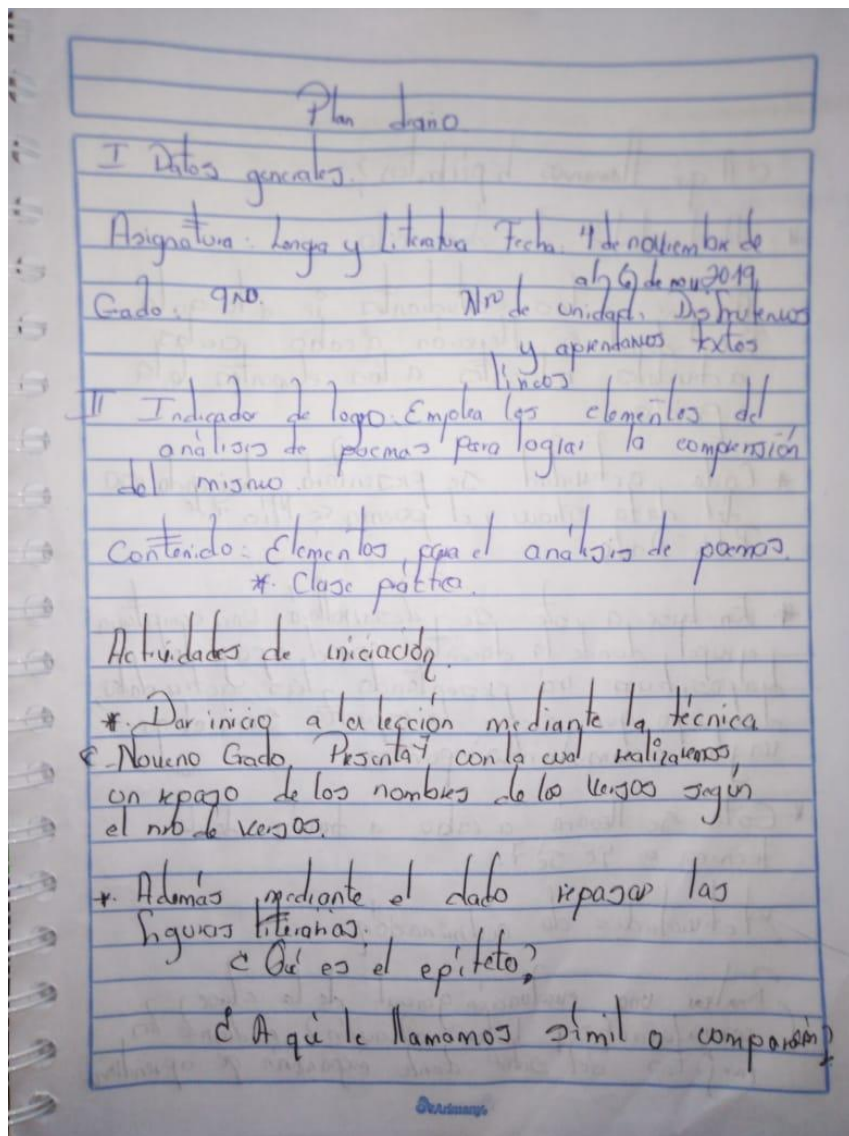 Plan diario
I Datos generales.
Asignatura: Lengua y Literatura Fecha: 4 de noviembre de
al 6 de nov 2019
Grado. 9no. Nro de unidad. Disfrutemos
y aprendamos textos
líricos
II Indicador de logro: Emplea los elementos del
análisis de poemas para lograr la comprensión
del mismo.
Contenido: Elementos para el análisis de poemas.
*. Clase práctica.
Actividades de iniciación.
*. Dar inicio a la lección mediante la técnica
Noveno Grado, Presenta? con la cual realizaremos
un repaso de los nombres de los versos según
el nro de versos.
*. Además mediante el dado repasar las
figuras literarias.
¿Qué es el epíteto?
¿A qué le llamamos símil o comparación?